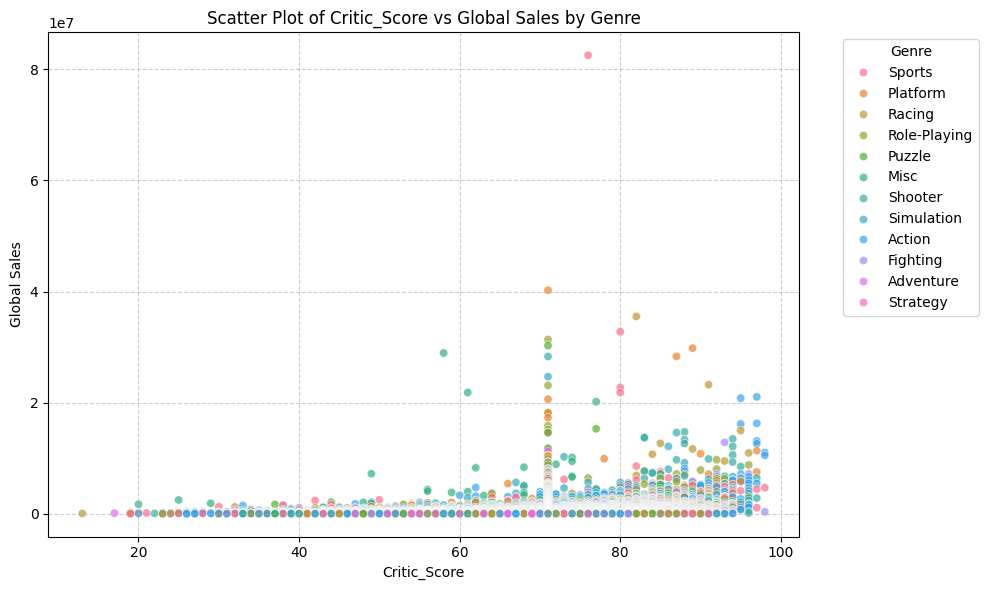 Scatter Plot of Critic_Score vs Global Sales by Genre
1e7
8
6
4
2
0
Global Sales
20 40 60 80 100
Critic_Score
Genre
Sports
Platform
Racing
Role-Playing
Puzzle
Misc
Shooter
Simulation
Action
Fighting
Adventure
Strategy